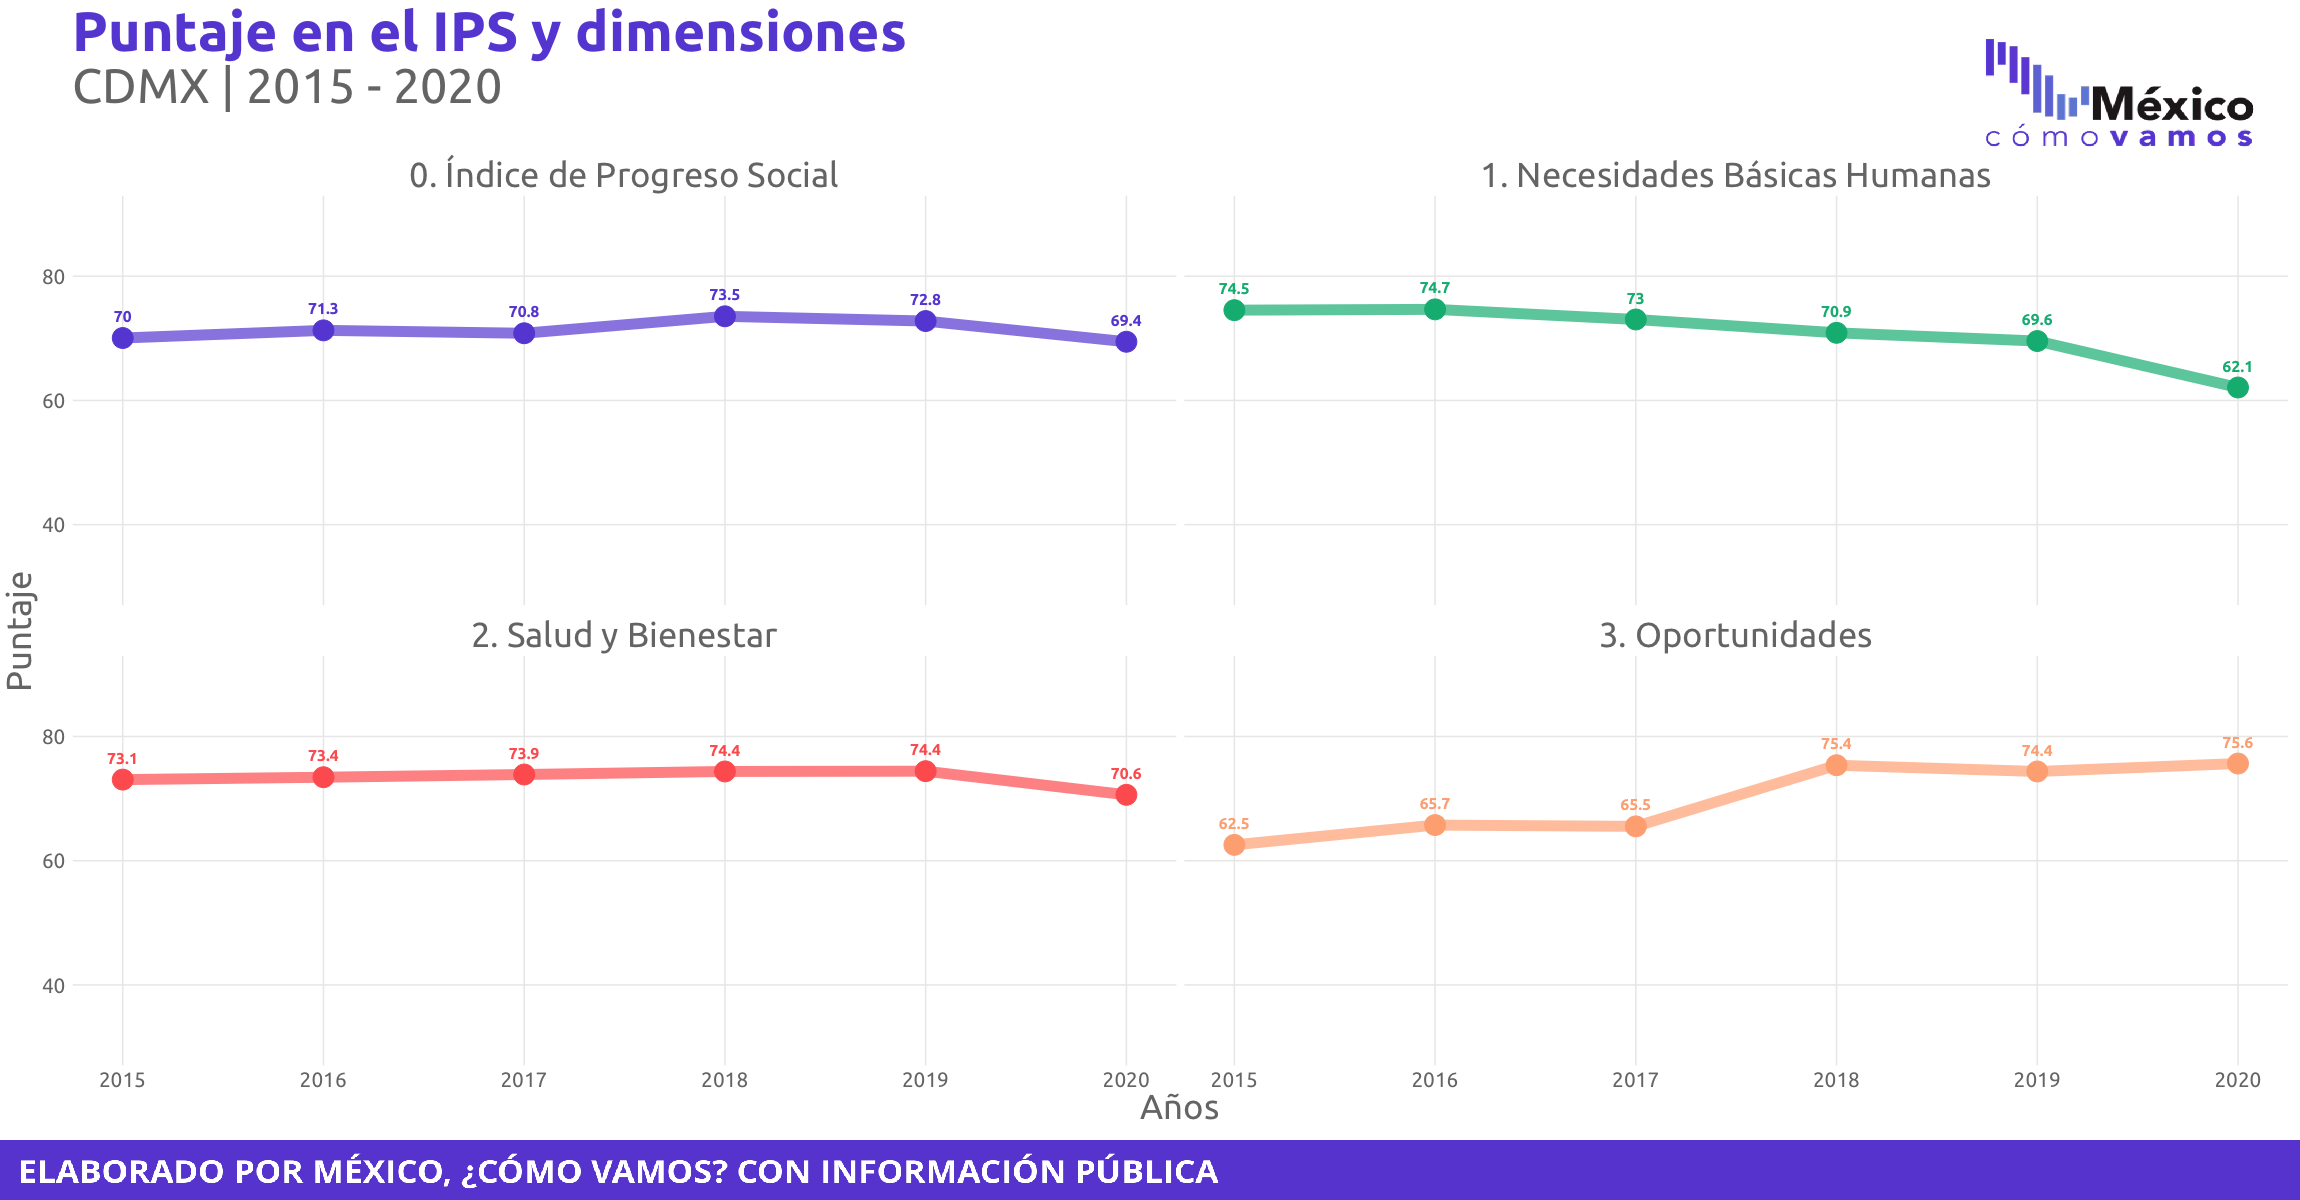 Puntaje en el IPS y dimensiones
CDMX | 2015 - 2020
México
cómovamos
0. Índice de Progreso Social
1. Necesidades Básicas Humanas
80
60
40
70
71.3
70.8
73.5
72.8
69.4
74.5
74.7
73
70.9
69.6
62.1
Puntaje
2. Salud y Bienestar
3. Oportunidades
80
60
40
73.1
73.4
73.9
74.4
74.4
70.6
62.5
65.7
65.5
75.4
74.4
75.6
2015 2016 2017 2018 2019 2020 2015 2016 2017 2018 2019 2020
Años
ELABORADO POR MÉXICO, ¿CÓMO VAMOS? CON INFORMACIÓN PÚBLICA